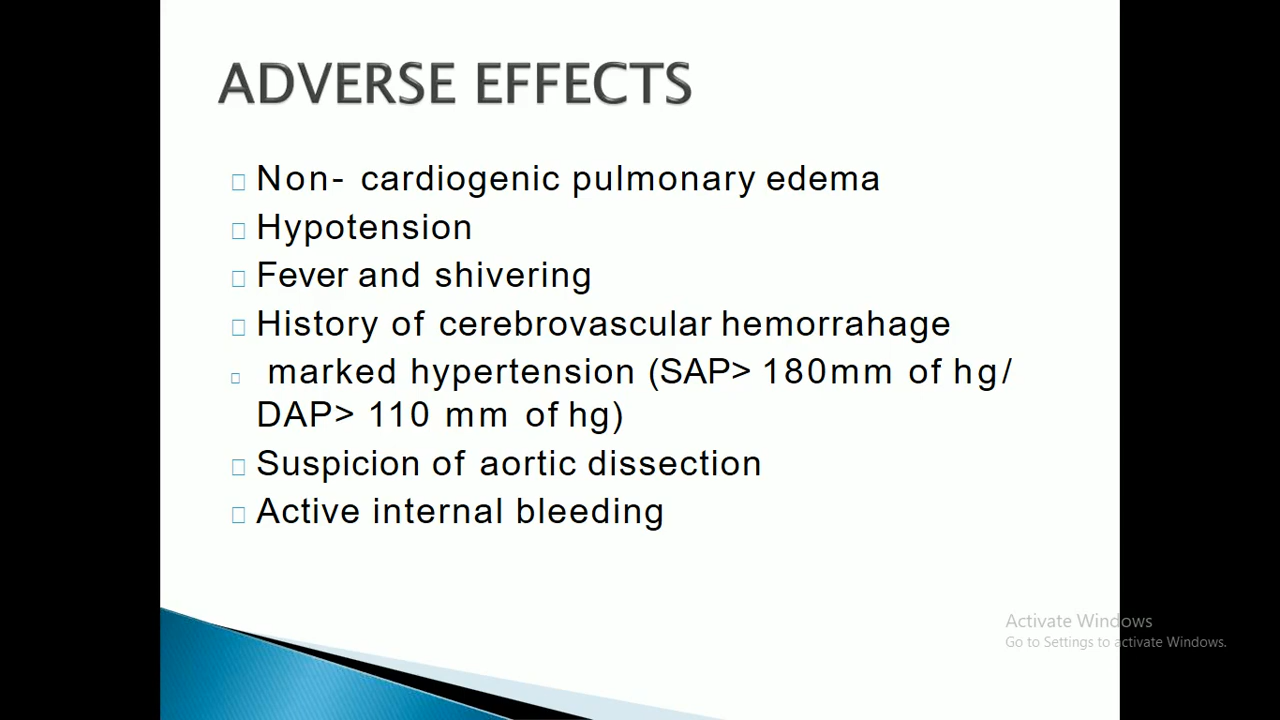 ADVERSE EFFECTS
Non- cardiogenic pulmonary edema
Hypotension
Fever and shivering
History of cerebrovascular hemorrahage
marked hypertension (SAP> 180mm of hg/
DAP> 110 mm of hg)
Suspicion of aortic dissection
Active internal bleeding
Activate Windows
Go to Settings to activate Windows.